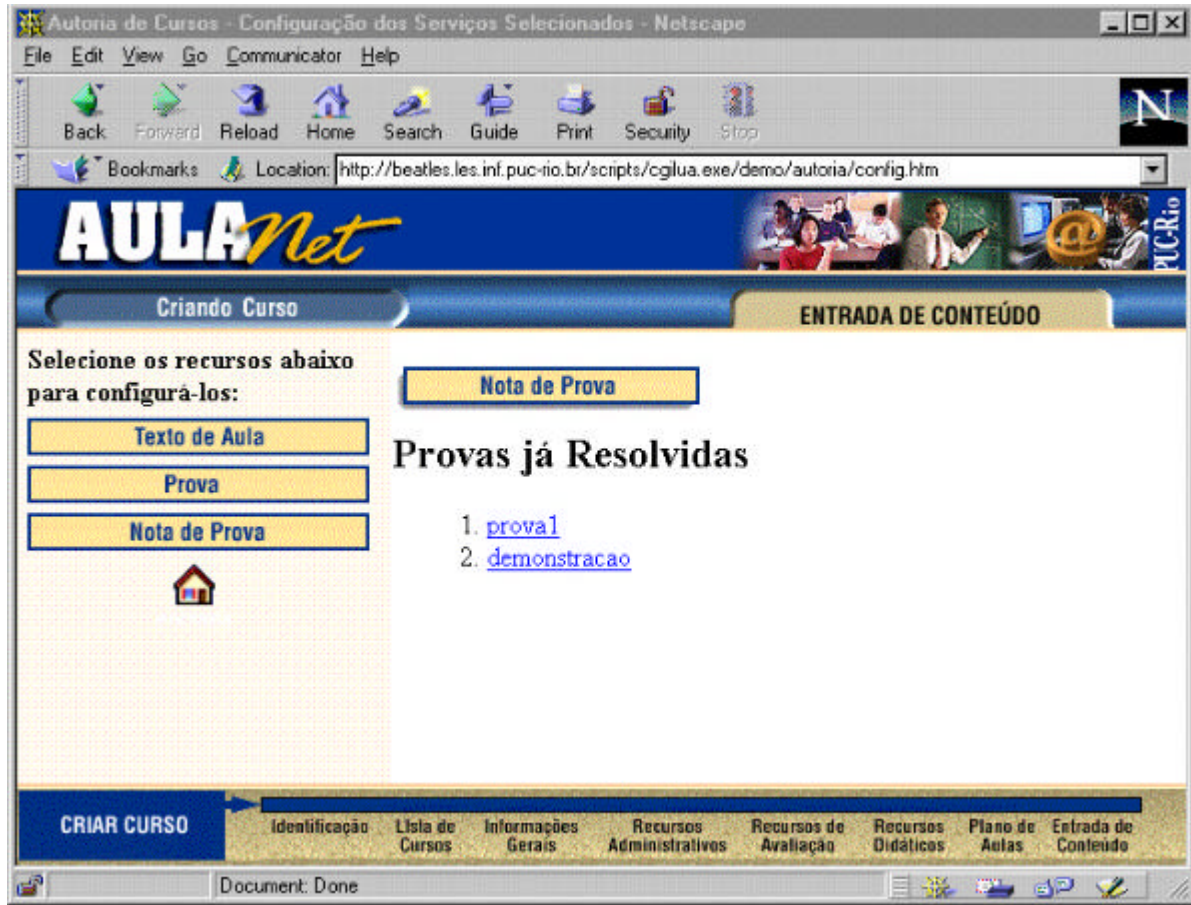 Autoria de Cursos - Configuração dos Serviços Selecionados - Netscape
File Edit View Go Communicator Help
Back Forward Reload Home Search Guide Print Security Stop
N
Bookmarks Location: http://beatles.les.inf.puc-rio.br/scripts/cgilua.exe/demo/autoria/config.htm
AULANet
@
PUC-Rio
Criando Curso
ENTRADA DE CONTEÚDO
Selecione os recursos abaixo
para configurá-los:
Texto de Aula
Prova
Nota de Prova
Nota de Prova
Provas já Resolvidas
1. prova1
2. demonstracao
CRIAR CURSO
Identificação
Lista de
Cursos
Informações
Gerais
Recursos
Administrativos
Recursos de
Avaliação
Recursos
Didáticos
Plano de
Aulas
Entrada de
Conteúdo
Document: Done